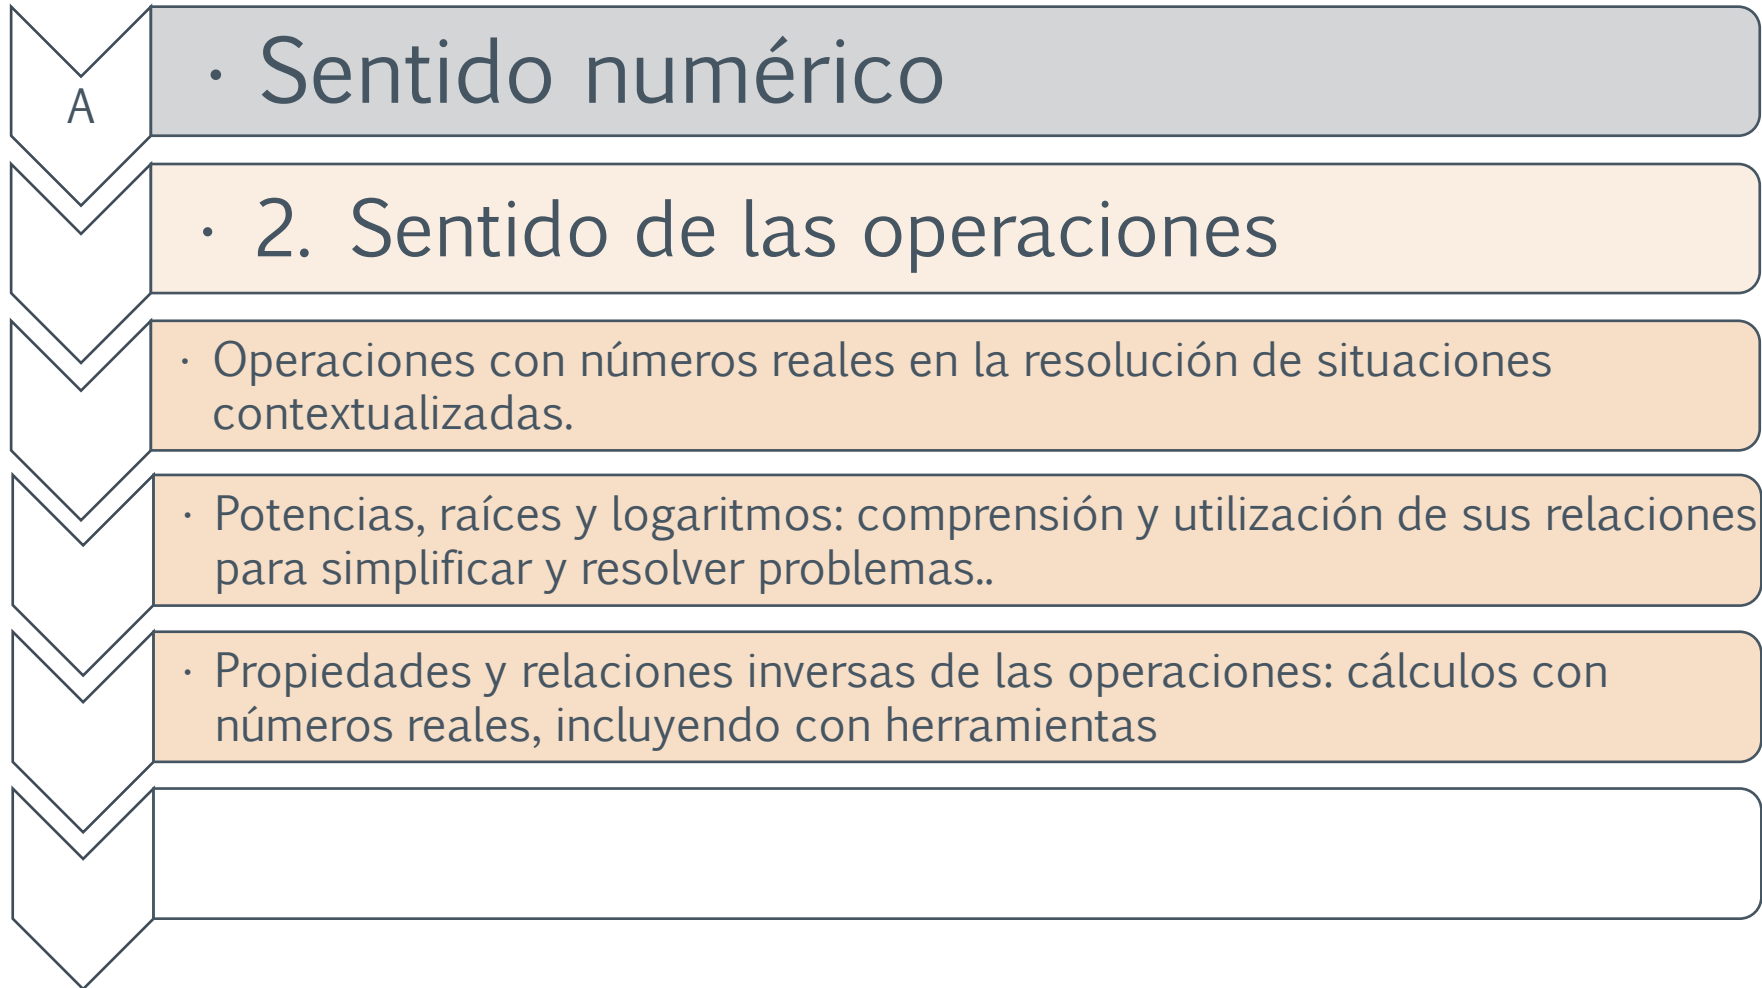 A
· Sentido numérico
· 2. Sentido de las operaciones
· Operaciones con números reales en la resolución de situaciones
contextualizadas.
· Potencias, raíces y logaritmos: comprensión y utilización de sus relaciones
para simplificar y resolver problemas..
· Propiedades y relaciones inversas de las operaciones: cálculos con
números reales, incluyendo con herramientas